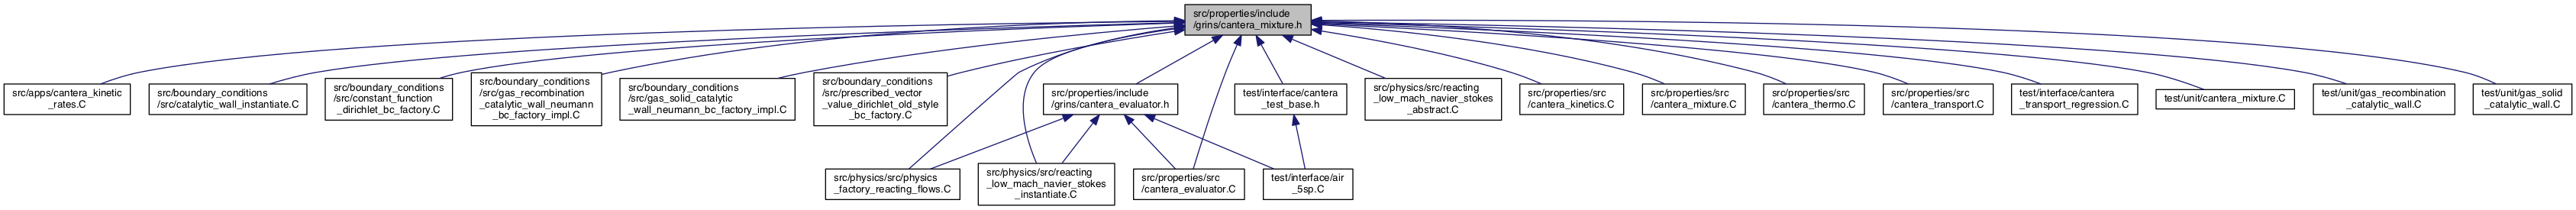 src/properties/include
/grins/cantera_mixture.h
src/apps/cantera_kinetic
_rates.C
src/boundary_conditions
/src/catalytic_wall_instantiate.C
src/boundary_conditions
/src/constant_function
_dirichlet_bc_factory.C
src/boundary_conditions
/src/gas_recombination
_catalytic_wall_neumann
_bc_factory_impl.C
src/boundary_conditions
/src/gas_solid_catalytic
_wall_neumann_bc_factory_impl.C
src/boundary_conditions
/src/prescribed_vector
_value_dirichlet_old_style
_bc_factory.C
src/properties/include
/grins/cantera_evaluator.h
test/interface/cantera
_test_base.h
src/physics/src/reacting
_low_mach_navier_stokes
_abstract.C
src/properties/src
/cantera_kinetics.C
src/properties/src
/cantera_mixture.C
src/properties/src
/cantera_thermo.C
src/properties/src
/cantera_transport.C
test/interface/cantera
_transport_regression.C
test/unit/cantera_mixture.C
test/unit/gas_recombination
_catalytic_wall.C
test/unit/gas_solid
_catalytic_wall.C
src/physics/src/physics
_factory_reacting_flows.C
src/physics/src/reacting
_low_mach_navier_stokes
_instantiate.C
src/properties/src
/cantera_evaluator.C
test/interface/air
_5sp.C